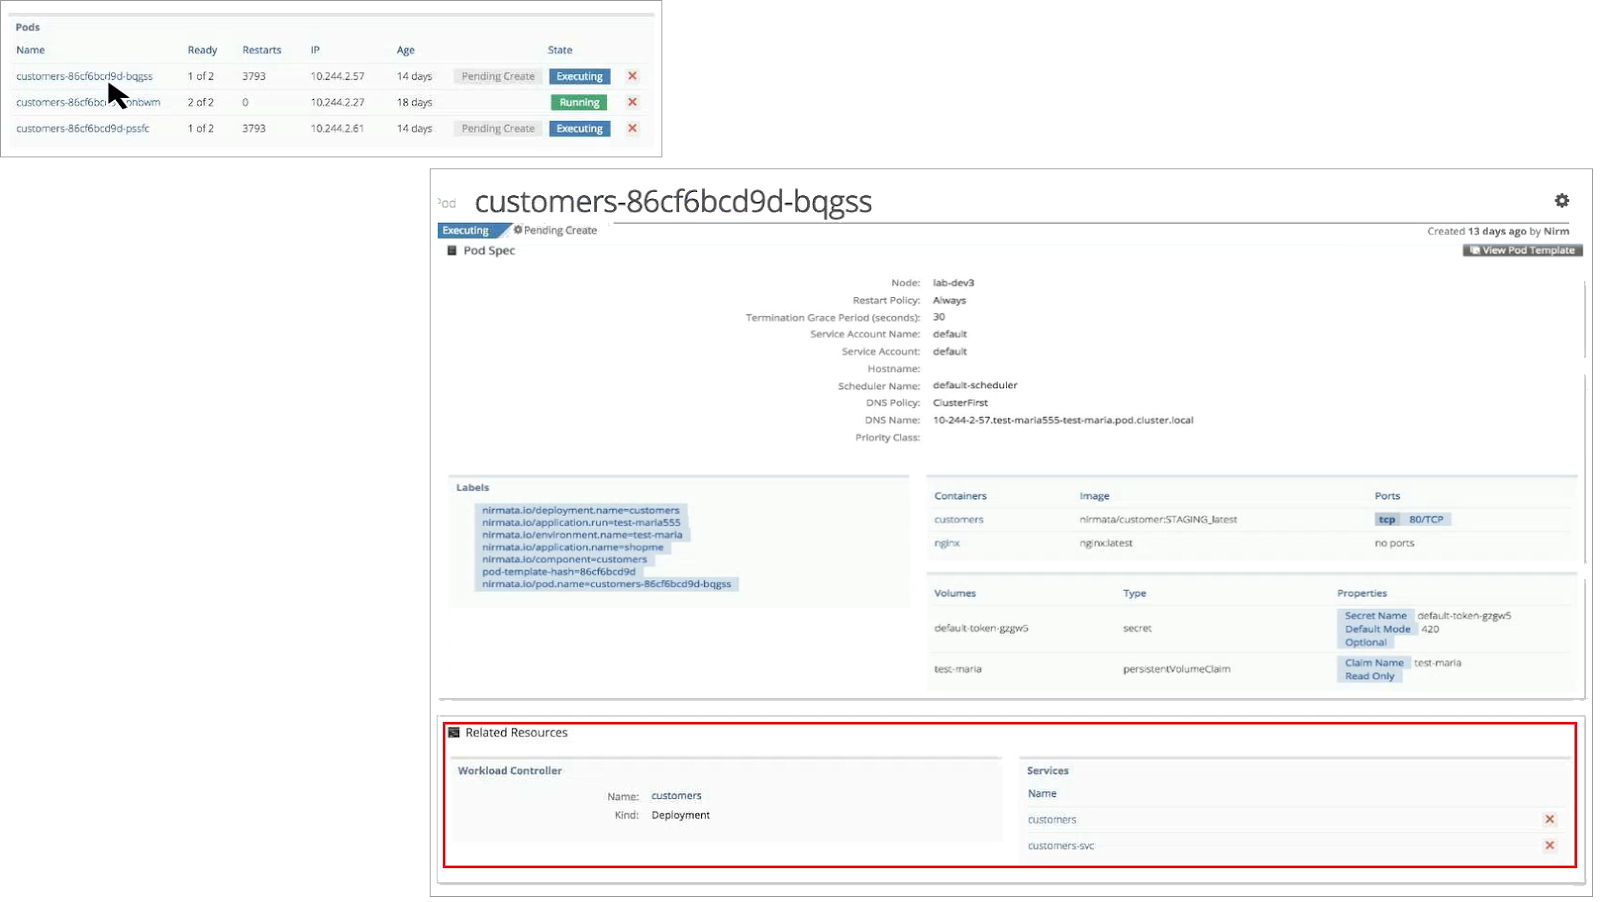 Pods
Name Ready Restarts IP Age State
customers-86cf6bcd9d-bqgss 1 of 2 3793 10.244.2.57 14 days Pending Create Executing
customers-86cf6bc nbwm 2 of 2 0 10.244.2.27 18 days Running
customers-86cf6bcd9d-pssfc 1 of 2 3793 10.244.2.61 14 days Pending Create Executing
Pod customers-86cf6bcd9d-bqgss
Executing Pending Create Created 13 days ago by Nirm
Pod Spec View Pod Template
Node: lab-dev3
Restart Policy: Always
Termination Grace Period (seconds): 30
Service Account Name: default
Service Account: default
Hostname:
Scheduler Name: default-scheduler
DNS Policy: ClusterFirst
DNS Name: 10-244-2-57.test-maria555-test-maria.pod.cluster.local
Priority Class:
Labels
nirmata.io/deployment.name=customers
nirmata.io/application.run=test-maria555
nirmata.io/environment.name=test-maria
nirmata.io/application.name=shopme
nirmata.io/component=customers
pod-template-hash=86cf6bcd9d
nirmata.io/pod.name=customers-86cf6bcd9d-bqgss
Containers Image Ports
customers nirmata/customer:STAGING_latest tcp 80/TCP
nginx nginx:latest no ports
Volumes Type Properties
default-token-gzgw5 secret Secret Name default-token-gzgw5
Default Mode 420
Optional
test-maria persistentVolumeClaim Claim Name test-maria
Read Only
Related Resources
Workload Controller
Name: customers
Kind: Deployment
Services
Name
customers
customers-svc